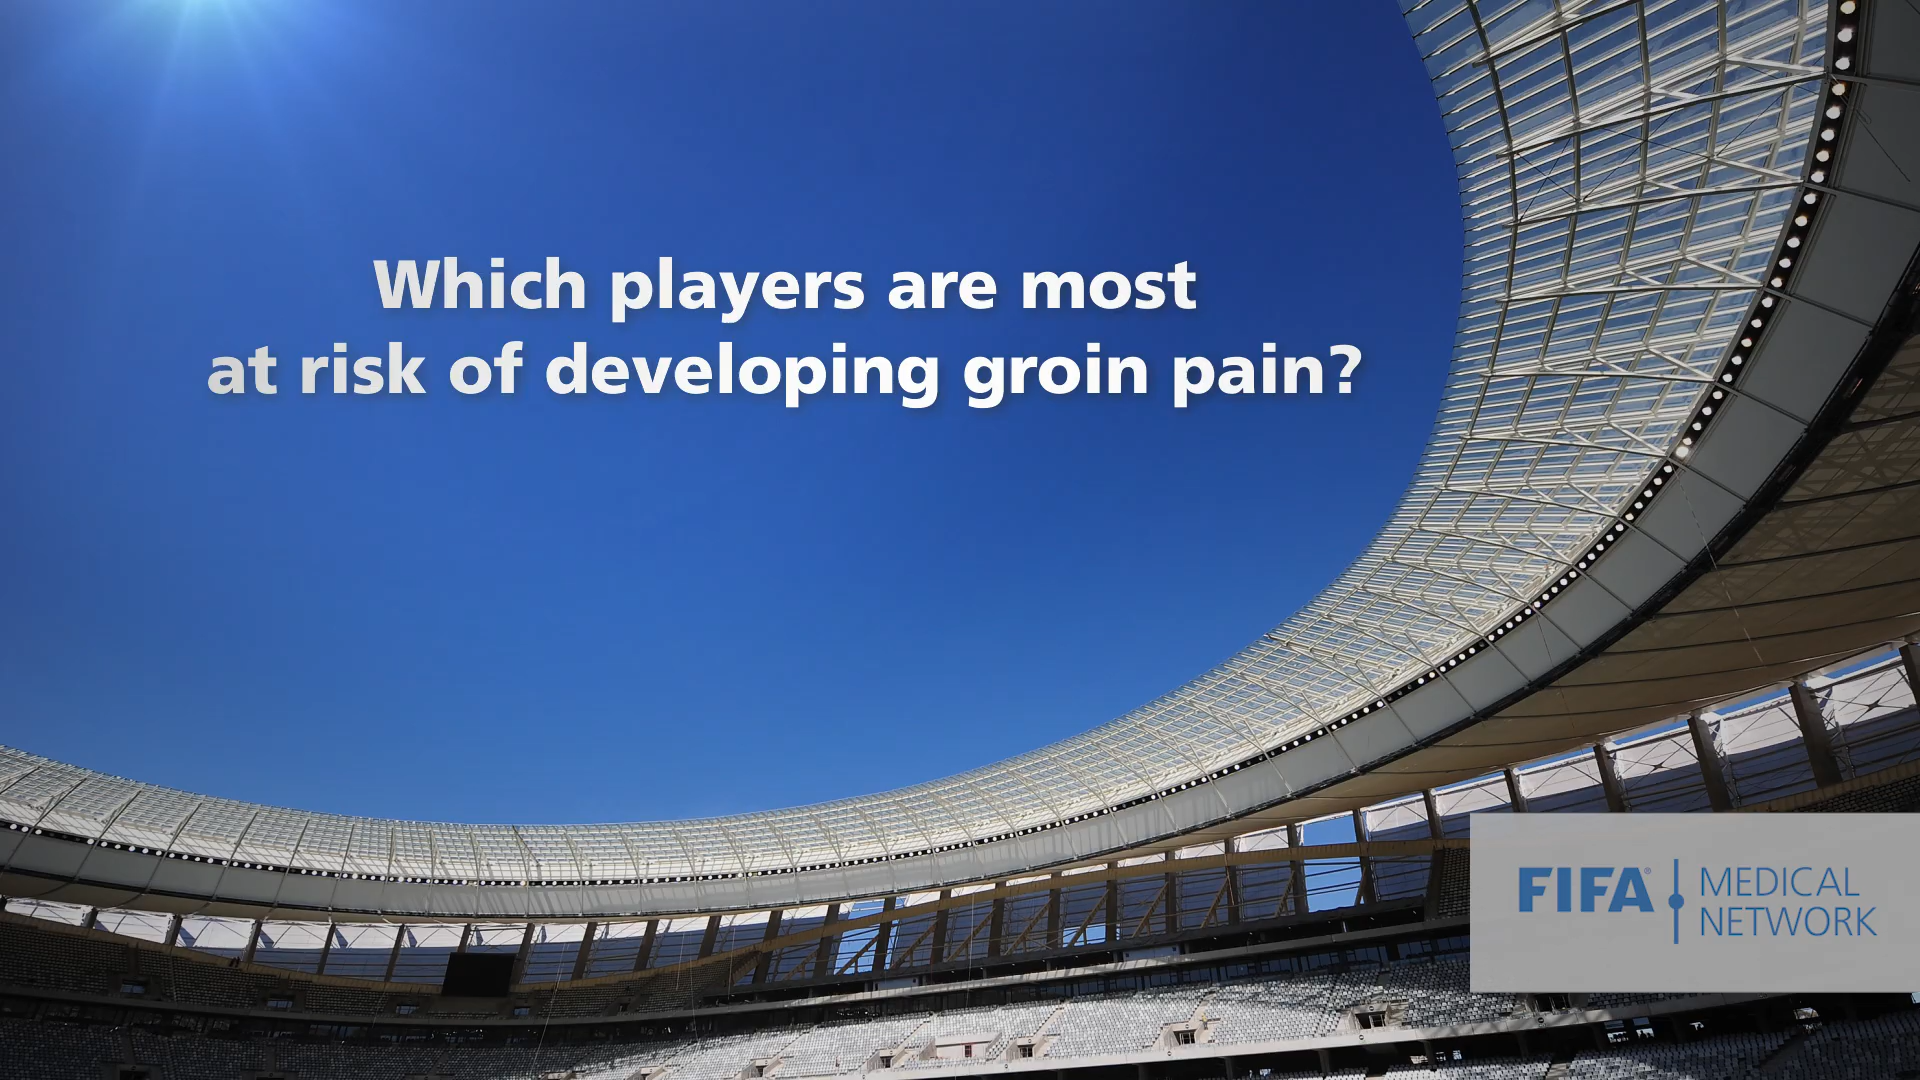 Which players are most
at risk of developing groin pain?
FIFA®
MEDICAL
NETWORK